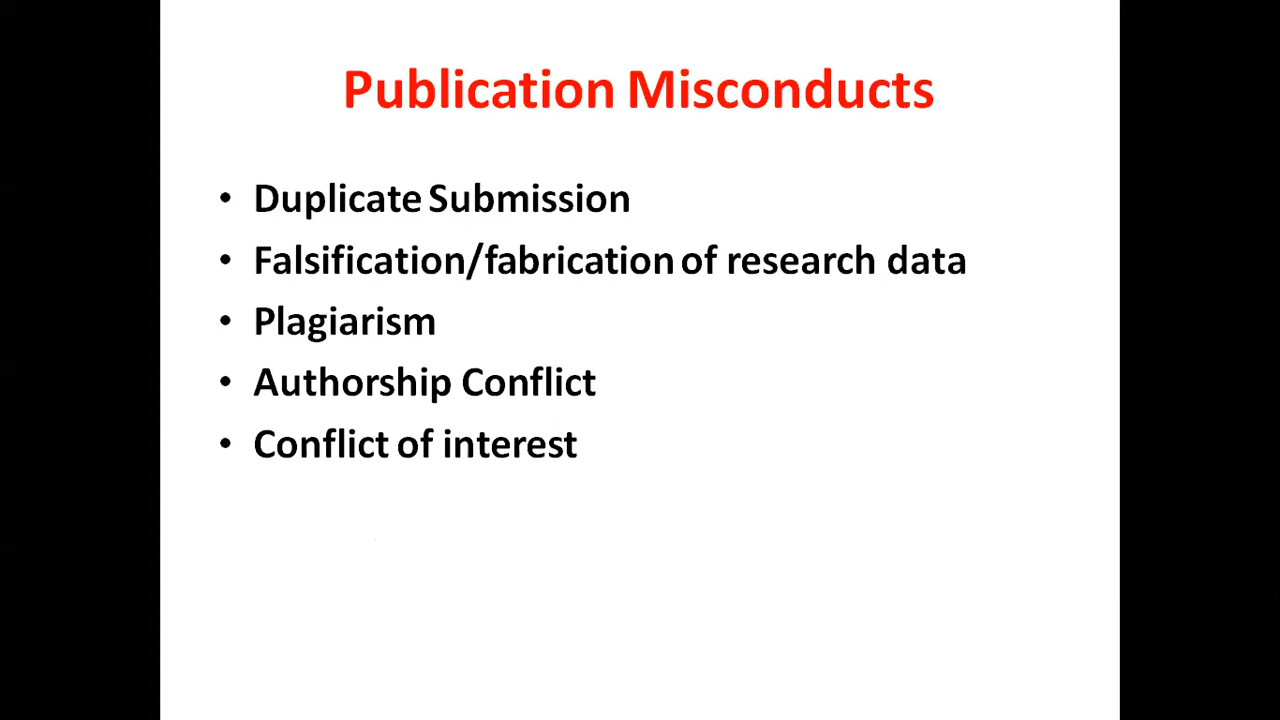 Publication Misconducts
• Duplicate Submission
• Falsification/fabrication of research data
• Plagiarism
• Authorship Conflict
• Conflict of interest